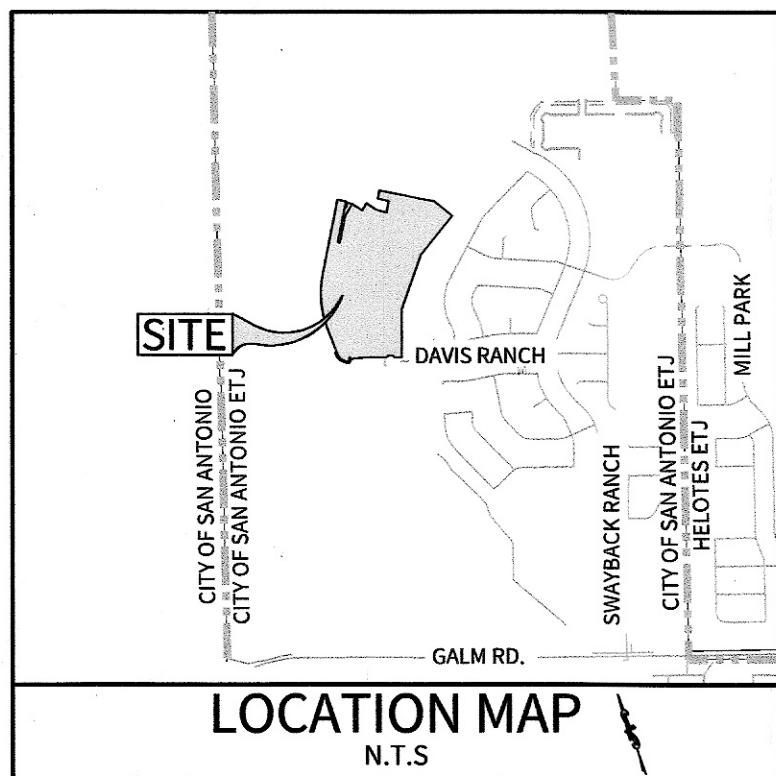 SITE
DAVIS RANCH
MILL PARK
CITY OF SAN ANTONIO
CITY OF SAN ANTONIO ETJ
SWAYBACK RANCH
CITY OF SAN ANTONIO ETJ
HELOTES ETJ
GALM RD.
LOCATION MAP
N.T.S